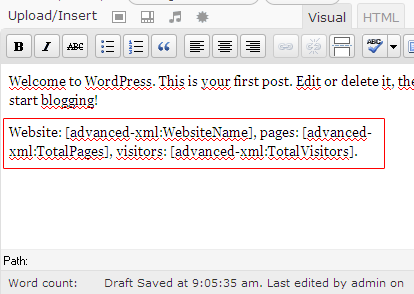 Upload/Insert
Visual
HTML
B I ABC
ABC
Welcome to WordPress. This is your first post. Edit or delete it, the
start blogging!
Website: [advanced-xml:WebsiteName], pages: [advanced-
xml:TotalPages], visitors: [advanced-xml:TotalVisitors].
Path:
Word count: Draft Saved at 9:05:35 am. Last edited by admin on